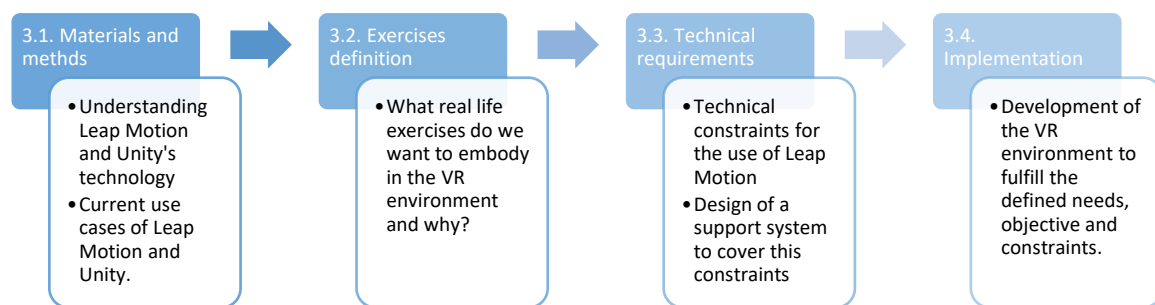 3.1. Materials and
methds
•Understanding
Leap Motion
and Unity's
technology
•Current use
cases of Leap
Motion and
Unity.
3.2. Exercises
definition
•What real life
exercises do we
want to embody
in the VR
environment
and why?
3.3. Technical
requirements
•Technical
constraints for
the use of Leap
Motion
•Design of a
support system
to cover this
constraints
3.4.
Implementation
•Development of
the VR
environment to
fulfill the
defined needs,
objective and
constraints.